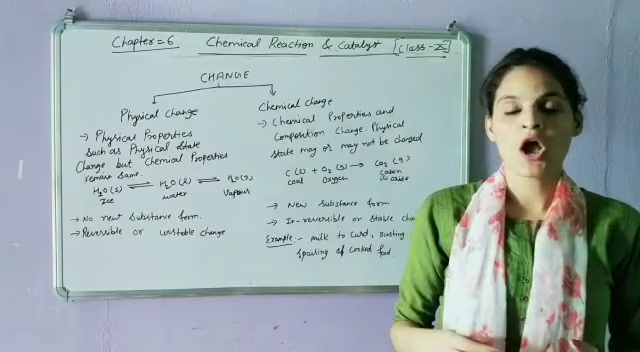 Chapter = 6 Chemical Reaction & Catalyst [Class - X]
CHANGE
Physical Change
→ Physical Properties
such as Physical State
Change but Chemical Properties
remain same.
H₂O (s) ⇌ H₂O (l) ⇌ H₂O (g)
Ice water Vapour
→ No new substance form.
→ Reversible or unstable change
Chemical change
→ Chemical Properties and
Composition Change. Physical
state may or may not be changed
C (s) + O₂ (g) → CO₂ (g)
coal Oxygen
→ New substance form
→ Ir-reversible or stable
Example:- milk to curd, rusting
spoiling of cooked food.